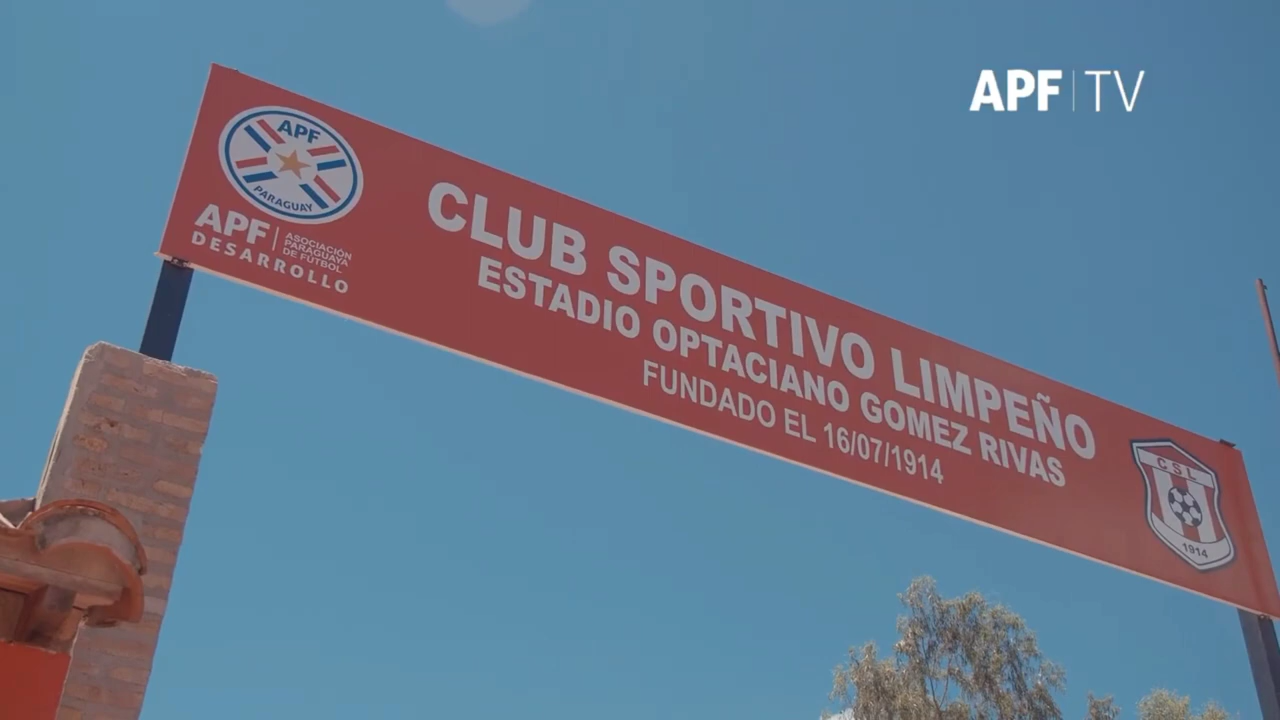 APF TV
APF
PARAGUAY
APF
ASOCIACIÓN
PARAGUAYA
DE FÚTBOL
DESARROLLO
CLUB SPORTIVO LIMPEÑO
ESTADIO OPTACIANO GOMEZ RIVAS
FUNDADO EL 16/07/1914
CSL
1914